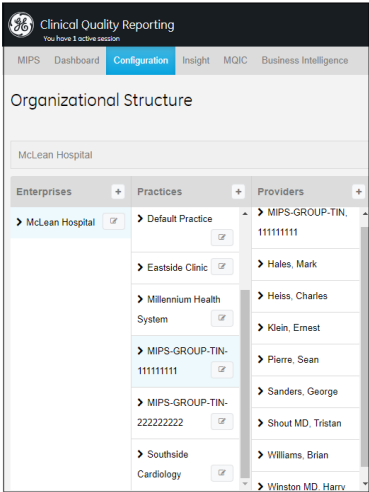 Clinical Quality Reporting
You have 1 active session
MIPS Dashboard Configuration Insight MQIC Business Intelligence
Organizational Structure
McLean Hospital
Enterprises +
McLean Hospital
Practices +
Default Practice
Eastside Clinic
Millennium Health
System
MIPS-GROUP-TIN-
111111111
MIPS-GROUP-TIN-
222222222
Southside
Cardiology
Providers +
MIPS-GROUP-TIN,
111111111
Hales, Mark
Heiss, Charles
Klein, Ernest
Pierre, Sean
Sanders, George
Shout MD, Tristan
Williams, Brian
Winston MD, Harry